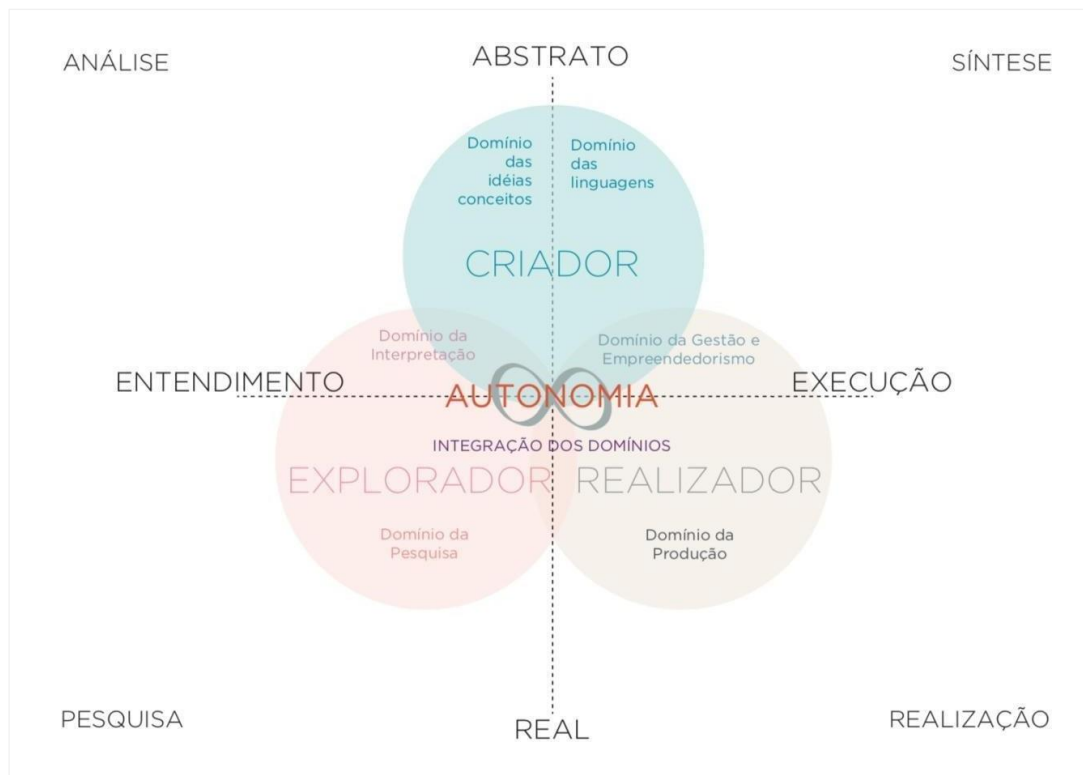 ANÁLISE
ABSTRATO
SÍNTESE
Domínio
das
idéias
conceitos
Domínio
das
linguagens
CRIADOR
Domínio da
Interpretação
Domínio da Gestão e
Empreendedorismo
ENTENDIMENTO
AUTONOMIA
EXECUÇÃO
INTEGRAÇÃO DOS DOMÍNIOS
EXPLORADOR
REALIZADOR
Domínio da
Pesquisa
Domínio da
Produção
PESQUISA
REAL
REALIZAÇÃO